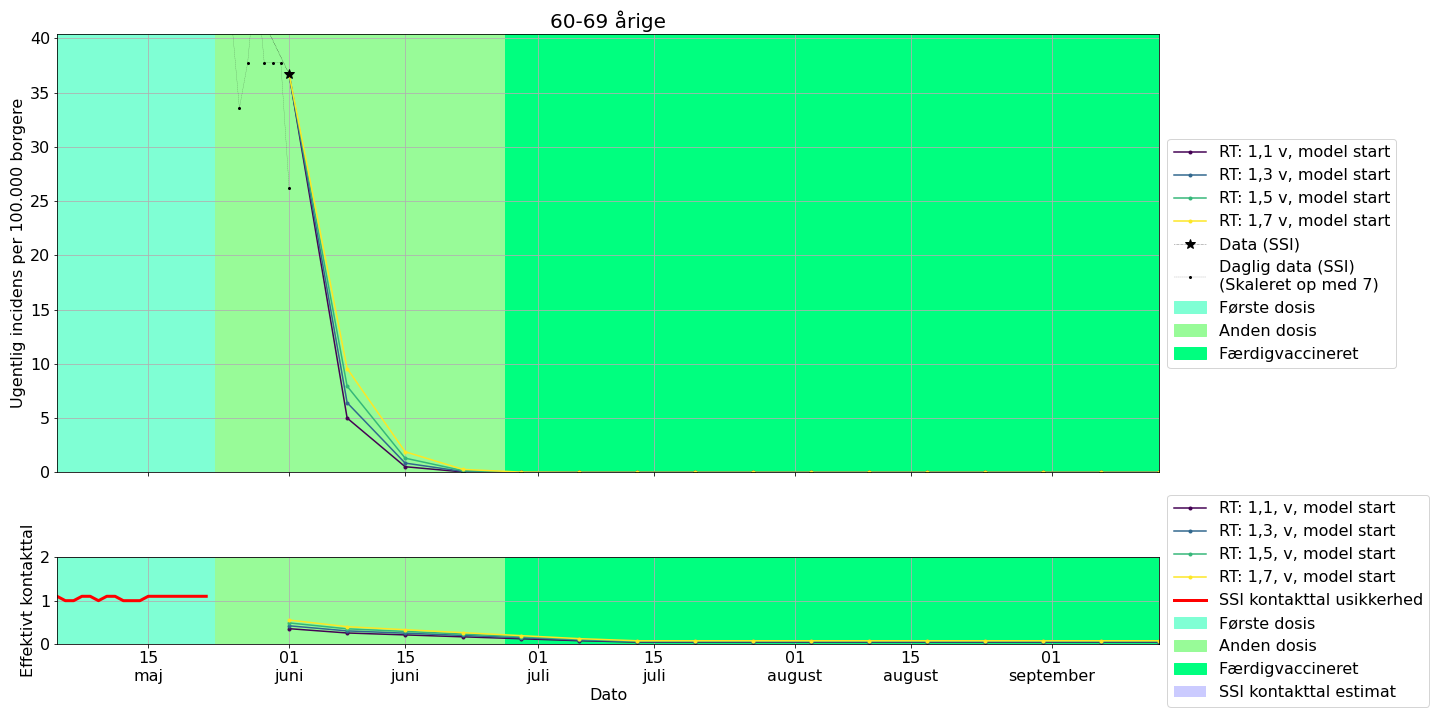 60-69 årige
Ugentlig incidens per 100.000 borgere
40
35
30
25
20
15
10
5
0
RT: 1,1 v, model start
RT: 1,3 v, model start
RT: 1,5 v, model start
RT: 1,7 v, model start
Data (SSI)
Daglig data (SSI)
(Skaleret op med 7)
Første dosis
Anden dosis
Færdigvaccineret
Effektivt kontakttal
2
1
0
RT: 1,1, v, model start
RT: 1,3, v, model start
RT: 1,5, v, model start
RT: 1,7, v, model start
SSI kontakttal usikkerhed
Første dosis
Anden dosis
Færdigvaccineret
SSI kontakttal estimat
15 01 15 01 15 01 15 01
maj juni juni juli juli august august september
Dato